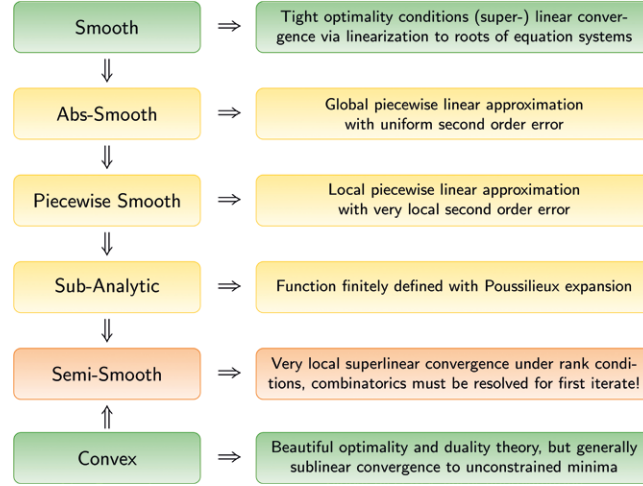 Smooth
⇒
Tight optimality conditions (super-) linear conver-
gence via linearization to roots of equation systems
⇓
Abs-Smooth
⇒
Global piecewise linear approximation
with uniform second order error
⇓
Piecewise Smooth
⇒
Local piecewise linear approximation
with very local second order error
⇓
Sub-Analytic
⇒
Function finitely defined with Poussilieux expansion
⇓
Semi-Smooth
⇒
Very local superlinear convergence under rank condi-
tions, combinatorics must be resolved for first iterate!
⇑
Convex
⇒
Beautiful optimality and duality theory, but generally
sublinear convergence to unconstrained minima